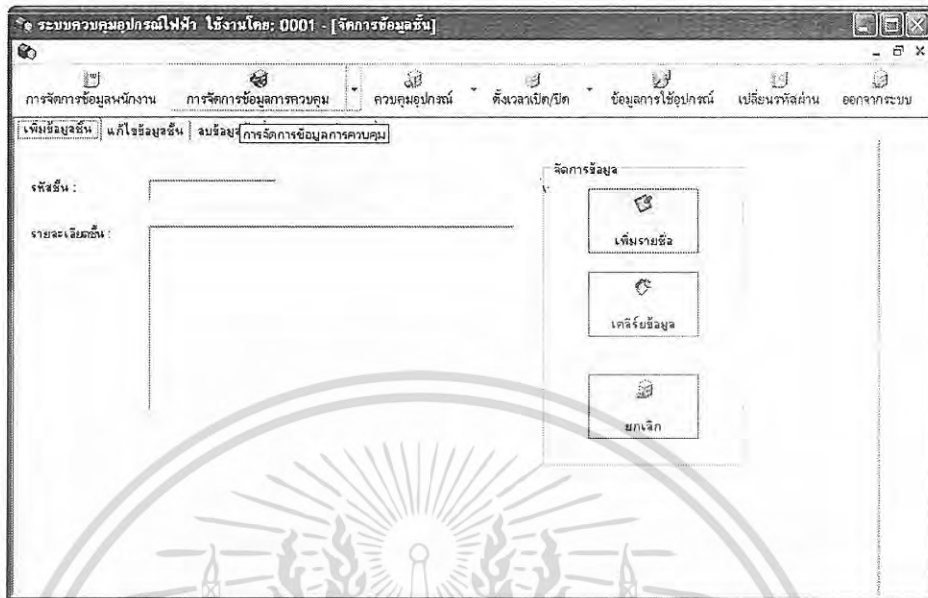 ระบบควบคุมอุปกรณ์ไฟฟ้า ใช้งานโดย: 0001 - [จัดการข้อมูลชั้น]
การจัดการข้อมูลพนักงาน การจัดการข้อมูลการควบคุม ควบคุมอุปกรณ์ ตั้งเวลาเปิด/ปิด ข้อมูลการใช้อุปกรณ์ เปลี่ยนรหัสผ่าน ออกจากระบบ
เพิ่มข้อมูลชั้น แก้ไขข้อมูลชั้น ลบข้อมูล
การจัดการข้อมูลการควบคุม
จัดการข้อมูล
รหัสชั้น :
เพิ่มรายชื่อ
รายละเอียดชั้น :
เคลียร์ข้อมูล
ยกเลิก